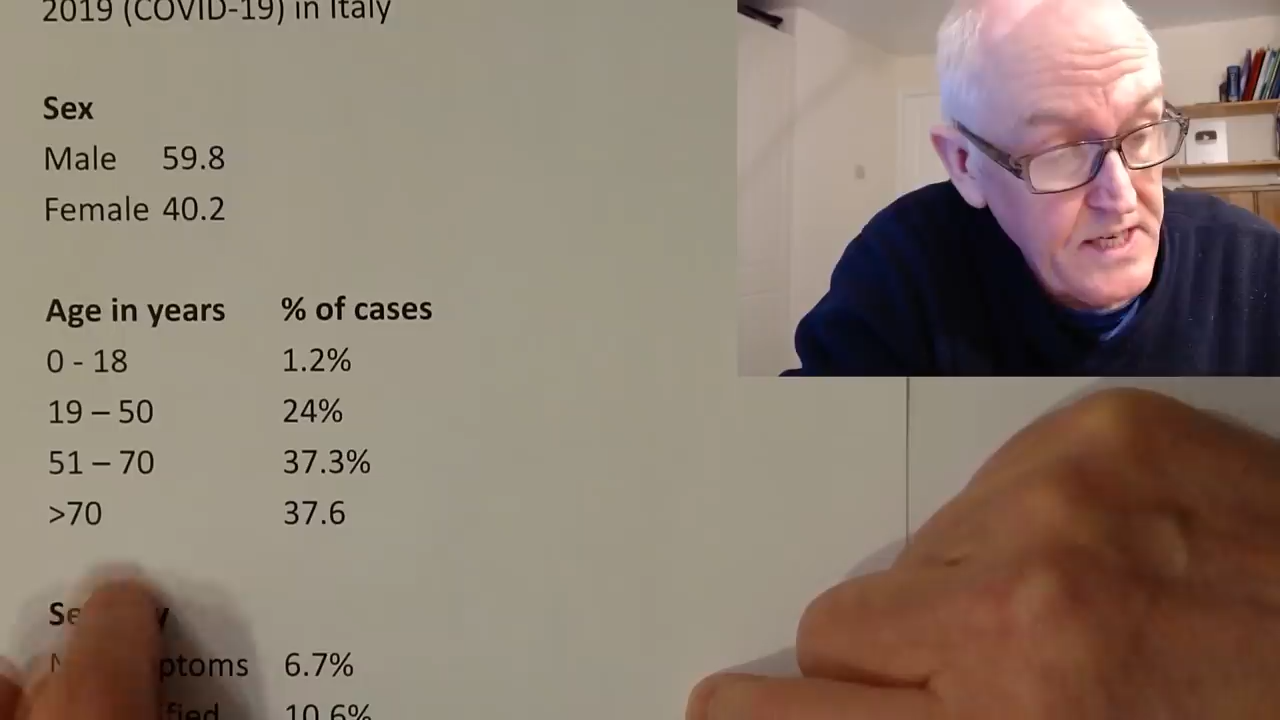 2019 (COVID-19) in Italy
Sex
Male 59.8
Female 40.2
Age in years % of cases
0 - 18 1.2%
19 – 50 24%
51 – 70 37.3%
>70 37.6
6.7%
10.6%